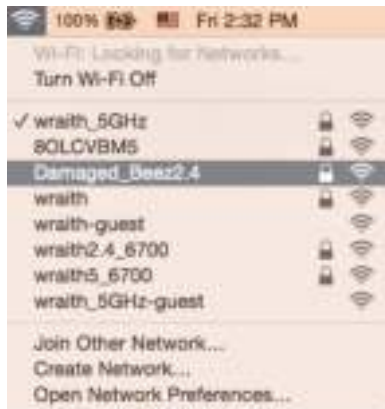 100% Fri 2:32 PM
Wi-Fi: Looking for Networks...
Turn Wi-Fi Off
✓ wraith_5GHz
8OLCVBM5
Damaged_Beez2.4
wraith
wraith-guest
wraith2.4_6700
wraith5_6700
wraith_5GHz-guest
Join Other Network...
Create Network...
Open Network Preferences...